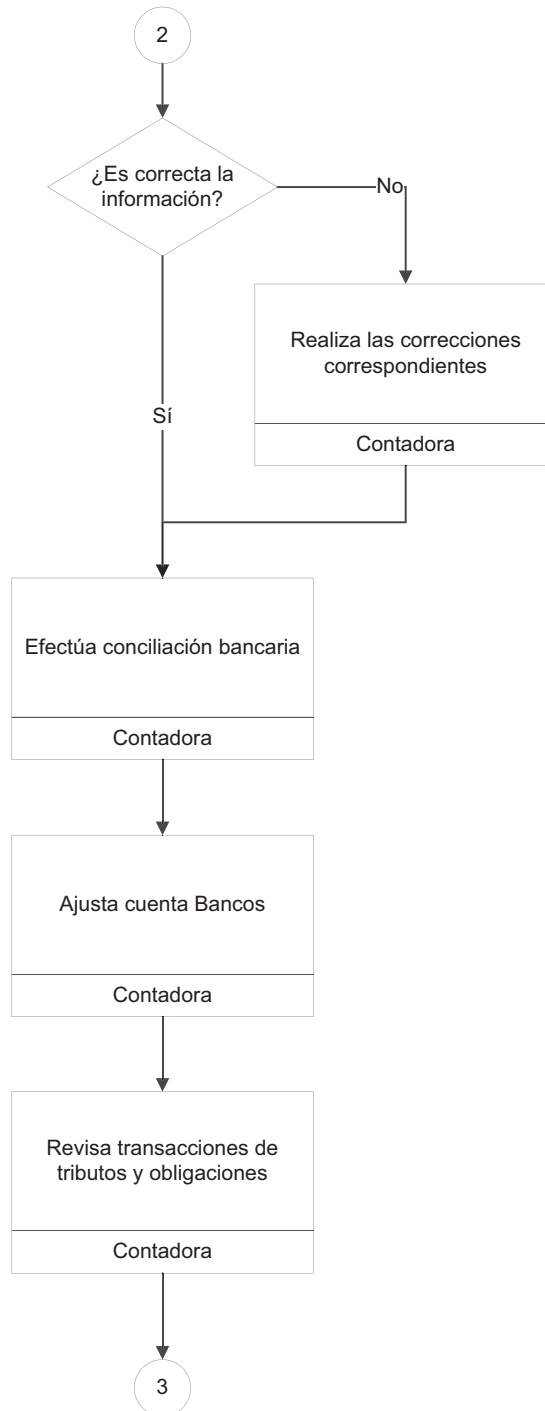 2
¿Es correcta la
información?
No
Realiza las correcciones
correspondientes
Contadora
Sí
Efectúa conciliación bancaria
Contadora
Ajusta cuenta Bancos
Contadora
Revisa transacciones de
tributos y obligaciones
Contadora
3